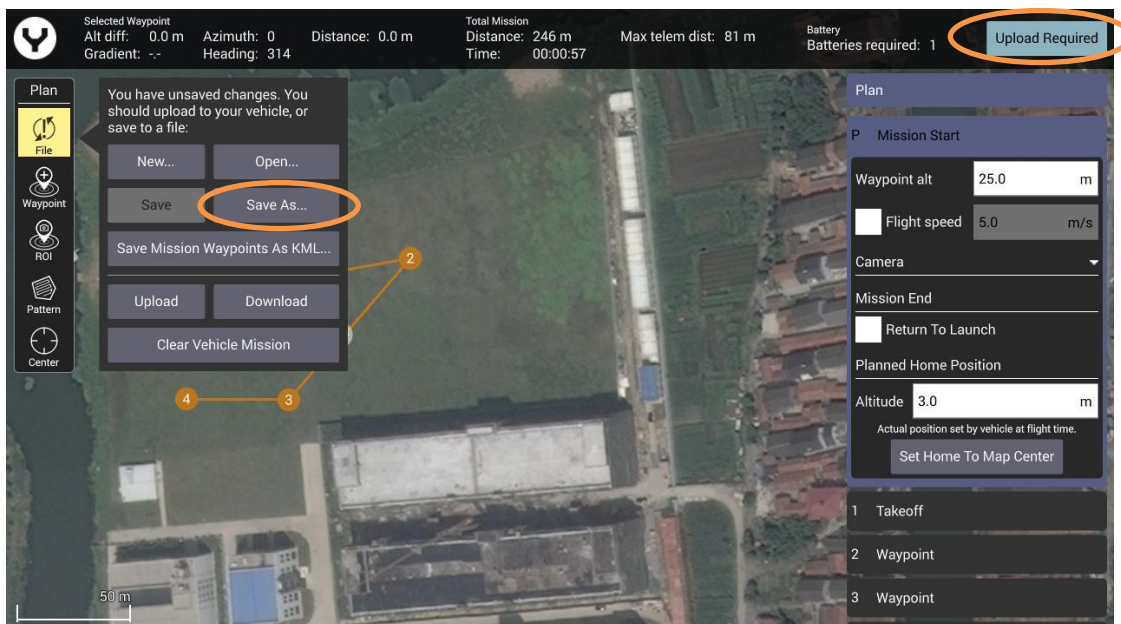 Selected Waypoint
Alt diff: 0.0 m Azimuth: 0 Distance: 0.0 m
Gradient: -.- Heading: 314
Total Mission
Distance: 246 m Max telem dist: 81 m
Time: 00:00:57
Battery
Batteries required: 1
Upload Required
Plan
File
Waypoint
ROI
Pattern
Center
You have unsaved changes. You
should upload to your vehicle, or
save to a file:
New... Open...
Save Save As...
Save Mission Waypoints As KML...
Upload Download
Clear Vehicle Mission
2
3
4
50 m
Plan
P Mission Start
Waypoint alt 25.0 m
Flight speed 5.0 m/s
Camera
Mission End
Return To Launch
Planned Home Position
Altitude 3.0 m
Actual position set by vehicle at flight time.
Set Home To Map Center
1 Takeoff
2 Waypoint
3 Waypoint